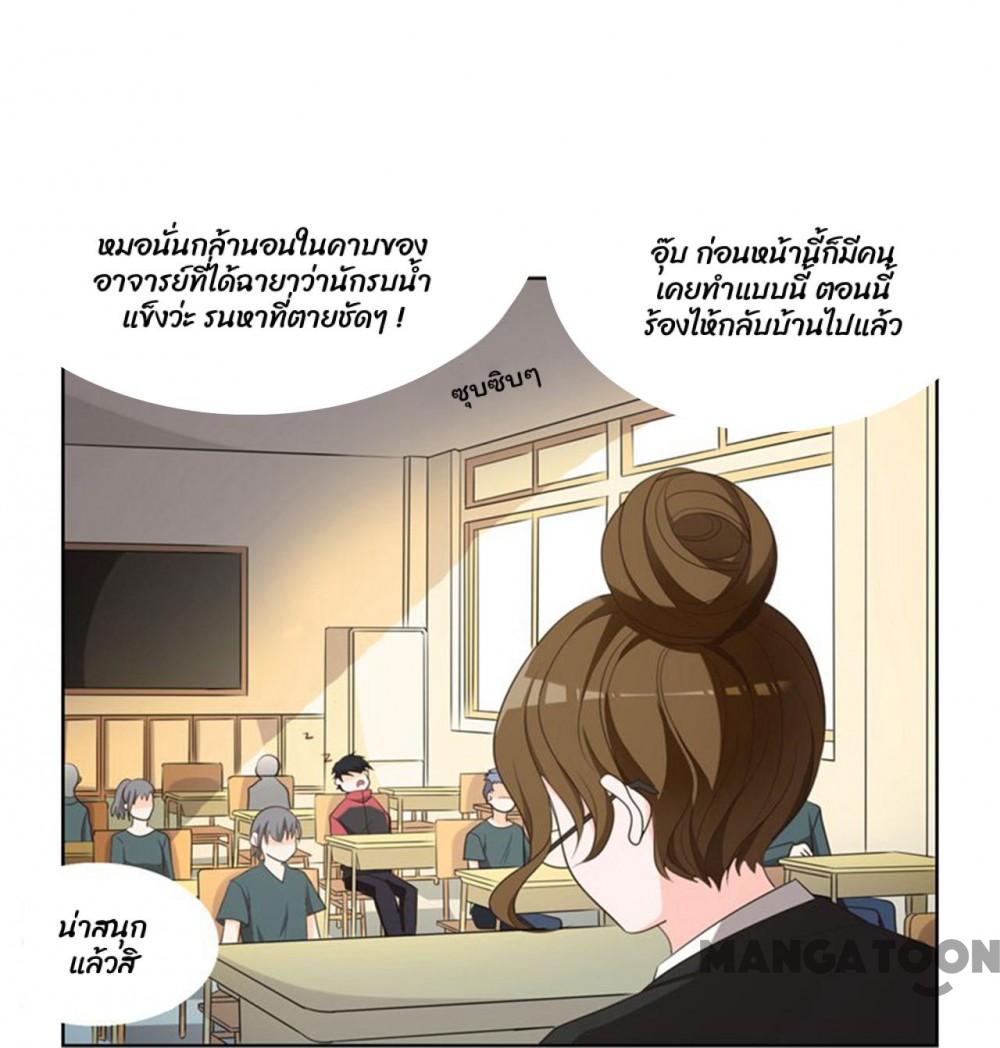 หมอนั่นกล้านอนในคาบของ
อาจารย์ที่ได้ฉายาว่านักรบน้ำ
แข็งว่ะ รนหาที่ตายชัดๆ !
อุ๊บ ก่อนหน้านี้ก็มีคน
เคยทำแบบนี้ ตอนนี้
ร้องไห้กลับบ้านไปแล้ว
ซุบซิบๆ
z z
น่าสนุก
แล้วสิ
MANGATOON